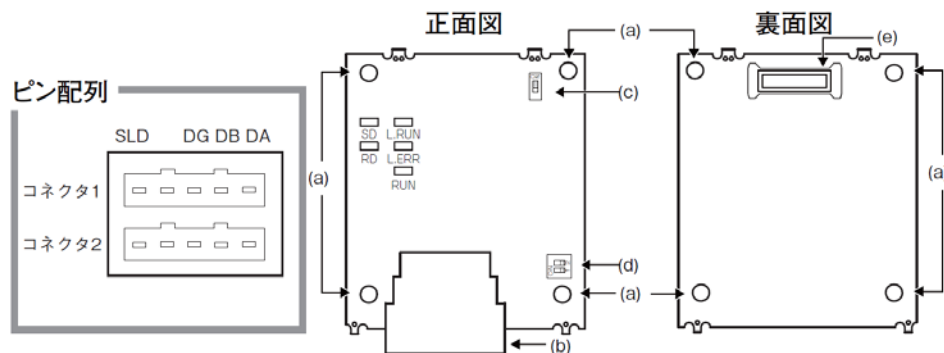 正面図
裏面図
ピン配列
SLD DG DB DA
コネクタ1
コネクタ2
(a)
(a)
(e)
(c)
SD L.RUN
RD L.ERR
RUN
(a)
(a)
(d)
(a)
(b)